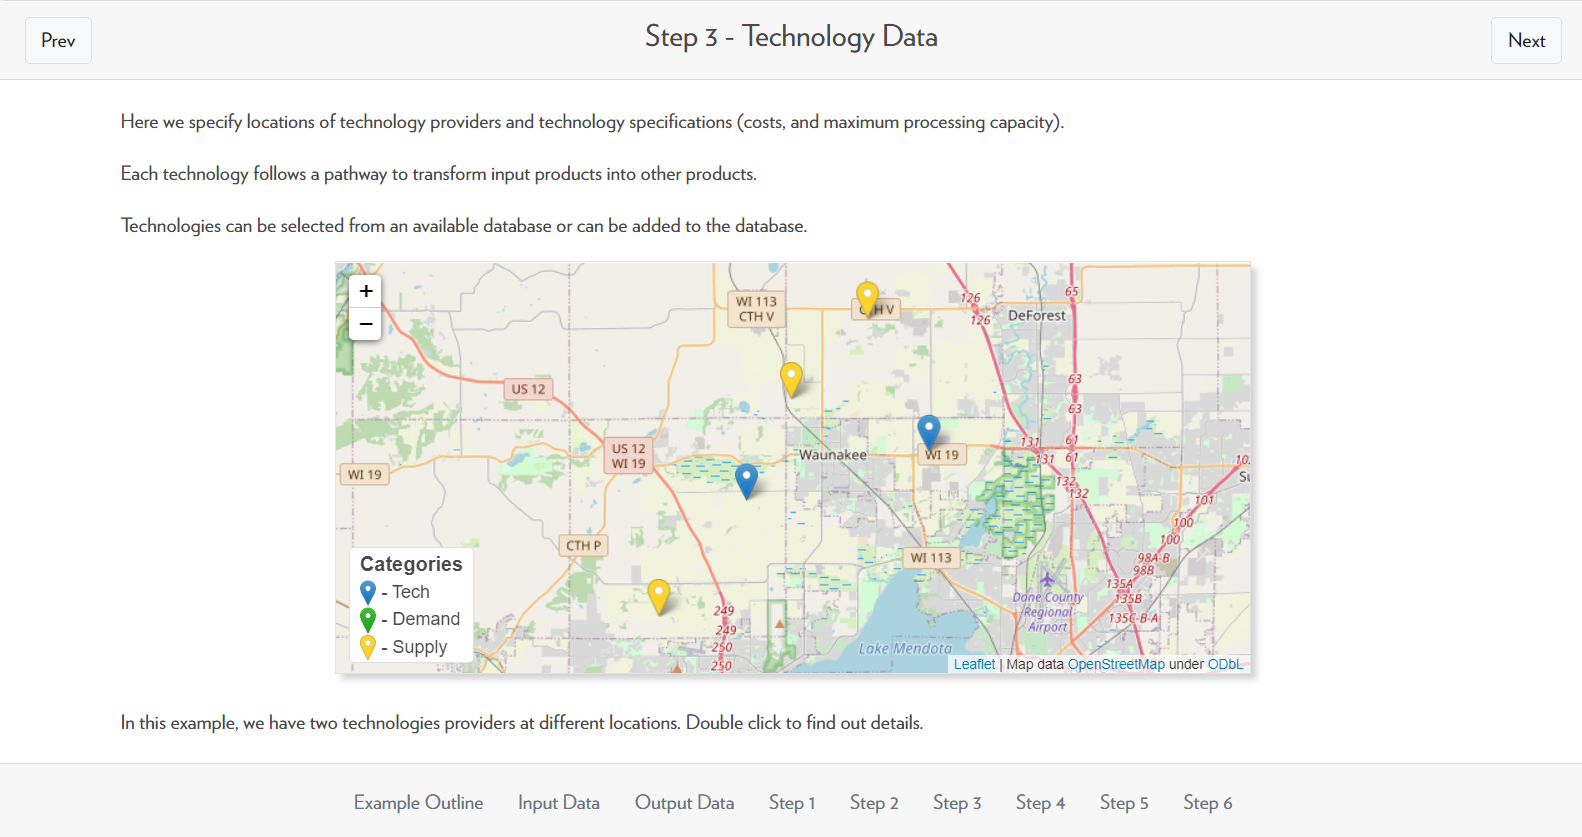 Prev
Step 3 - Technology Data
Next
Here we specify locations of technology providers and technology specifications (costs, and maximum processing capacity).
Each technology follows a pathway to transform input products into other products.
Technologies can be selected from an available database or can be added to the database.
+
−
WI 113
CTH V
126
126
65
DeForest
US 12
63
63
US 12
WI 19
Waunakee
WI 19
131
61
131
61
WI 19
10.
132
132
101
100
100
CTH P
WI 113
98A-B
98B
135A
135B
135C-B-A
Dane County
Regional
Airport
249
249
250
250
Lake Mendota
Categories
- Tech
- Demand
- Supply
Leaflet | Map data OpenStreetMap under ODbL
In this example, we have two technologies providers at different locations. Double click to find out details.
Example Outline
Input Data
Output Data
Step 1
Step 2
Step 3
Step 4
Step 5
Step 6